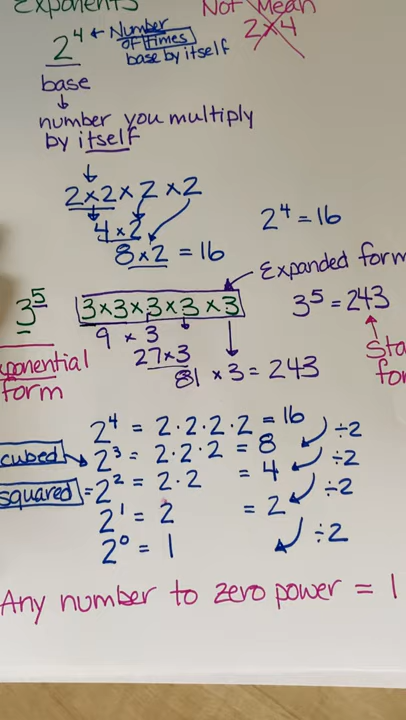 Exponents
Not Mean
2×4
2⁴ ← Number
of times
base by itself
base
number you multiply
by itself
2×2×2×2
4×2
8×2 = 16
2⁴ = 16
Expanded form
3⁵ 3×3×3×3×3
3⁵ = 243
9 × 3
27×3
81 × 3 = 243
form
2⁴ = 2·2·2·2 = 16
÷2
cubed 2³ = 2·2·2 = 8
÷2
squared = 2² = 2·2 = 4
÷2
2¹ = 2 = 2
÷2
2⁰ = 1
Any number to zero power = 1